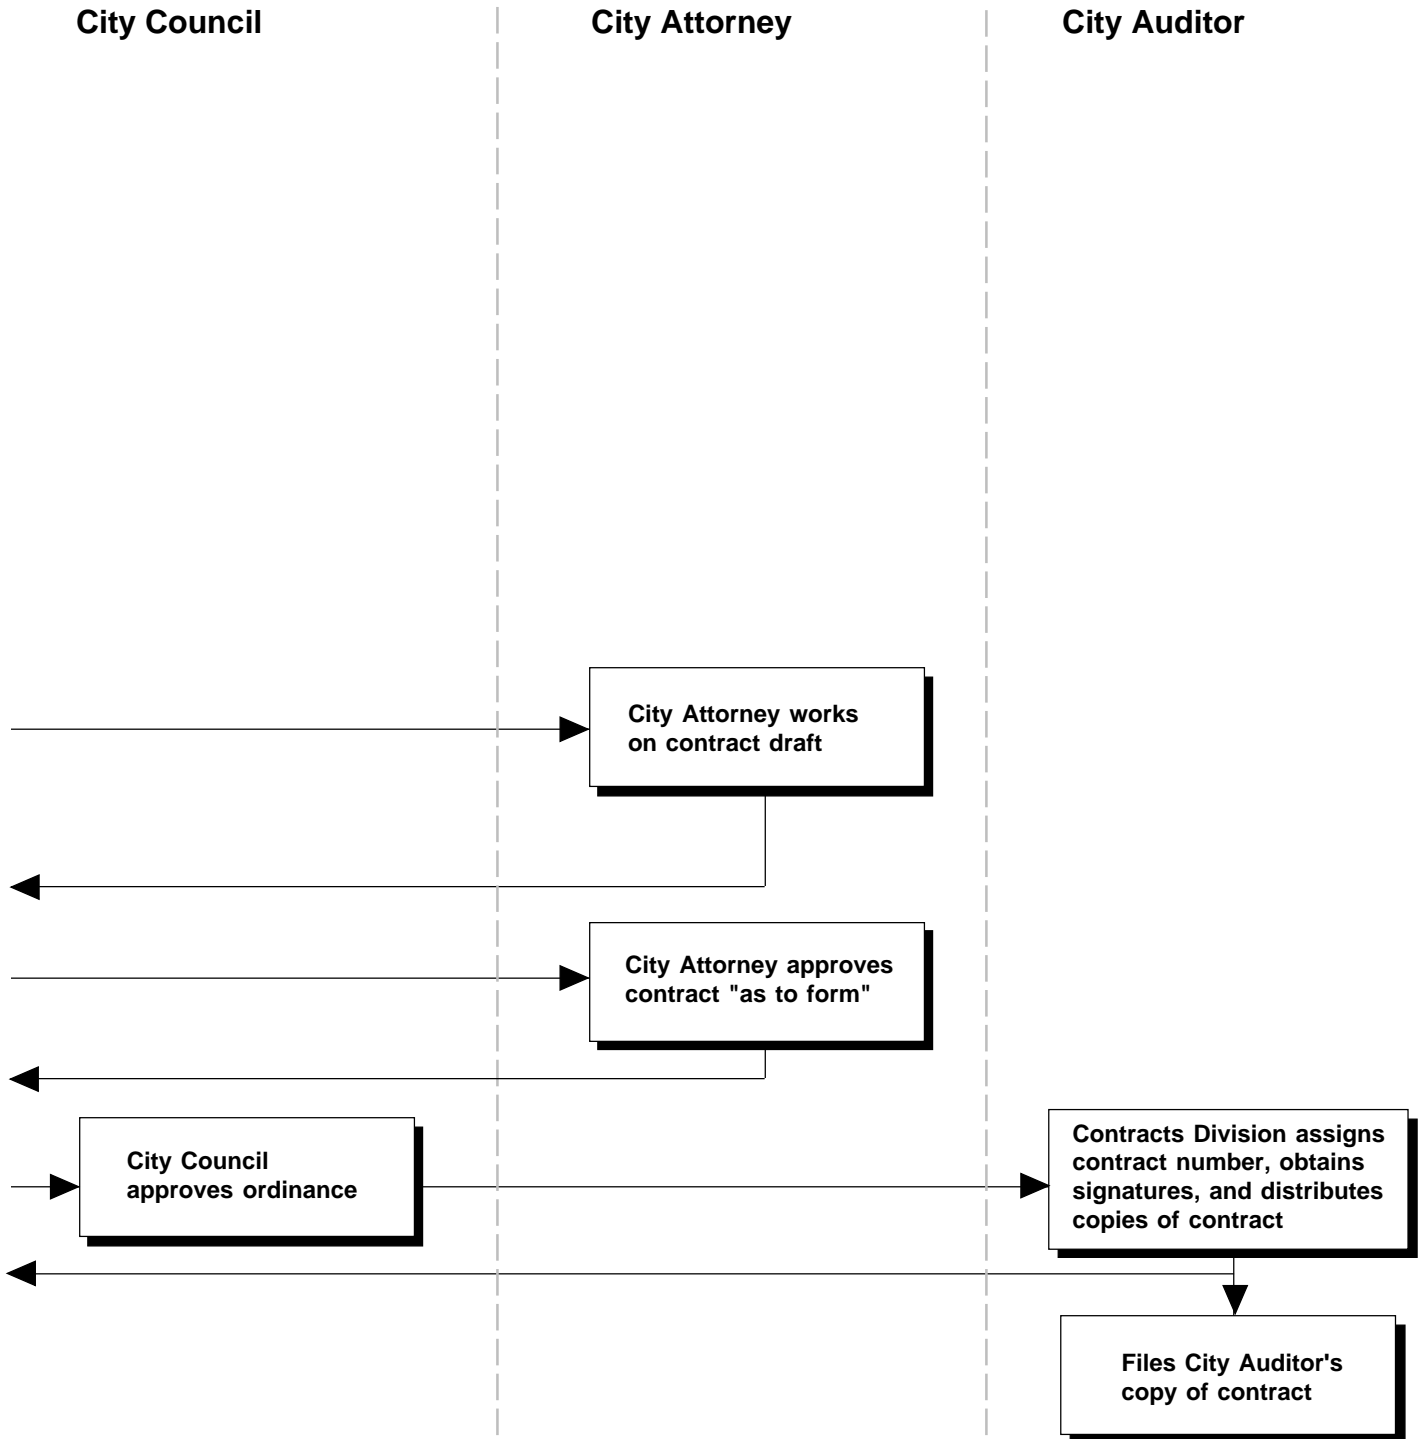 City Council
City Attorney
City Auditor
City Attorney works
on contract draft
City Attorney approves
contract "as to form"
City Council
approves ordinance
Contracts Division assigns
contract number, obtains
signatures, and distributes
copies of contract
Files City Auditor's
copy of contract